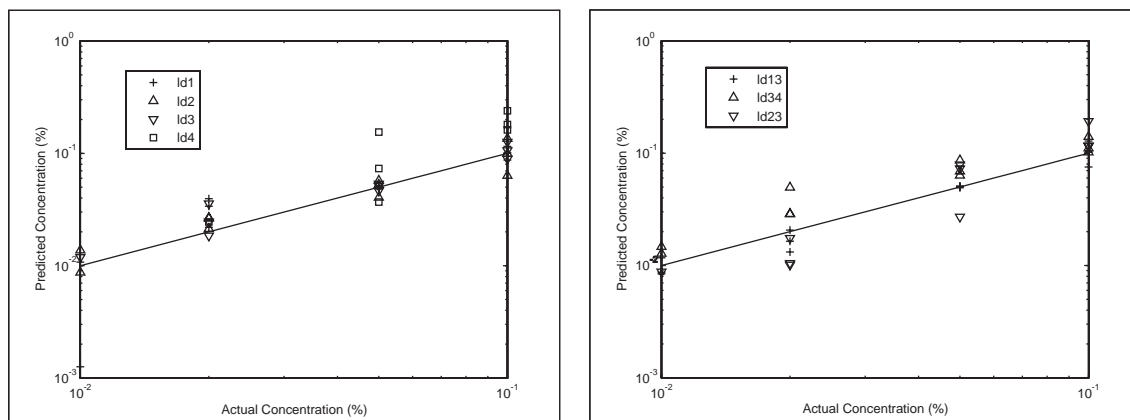 10^0
10^-1
10^-2
10^-3
10^-2
10^-1
Predicted Concentration (%)
Actual Concentration (%)
ld1
ld2
ld3
ld4
10^0
10^-1
10^-2
10^-3
10^-2
10^-1
Predicted Concentration (%)
Actual Concentration (%)
ld13
ld34
ld23